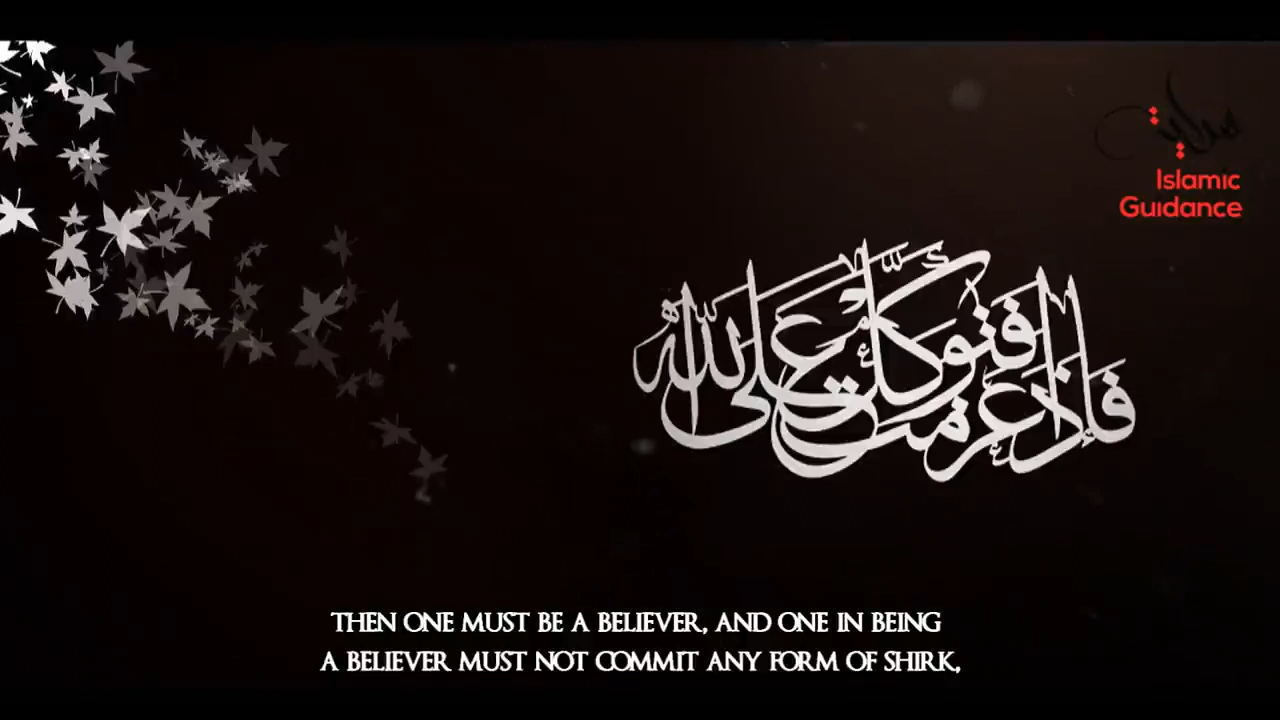 هداية
Islamic
Guidance
فإذا عزمت فتوكل على الله
THEN ONE MUST BE A BELIEVER, AND ONE IN BEING
A BELIEVER MUST NOT COMMIT ANY FORM OF SHIRK,